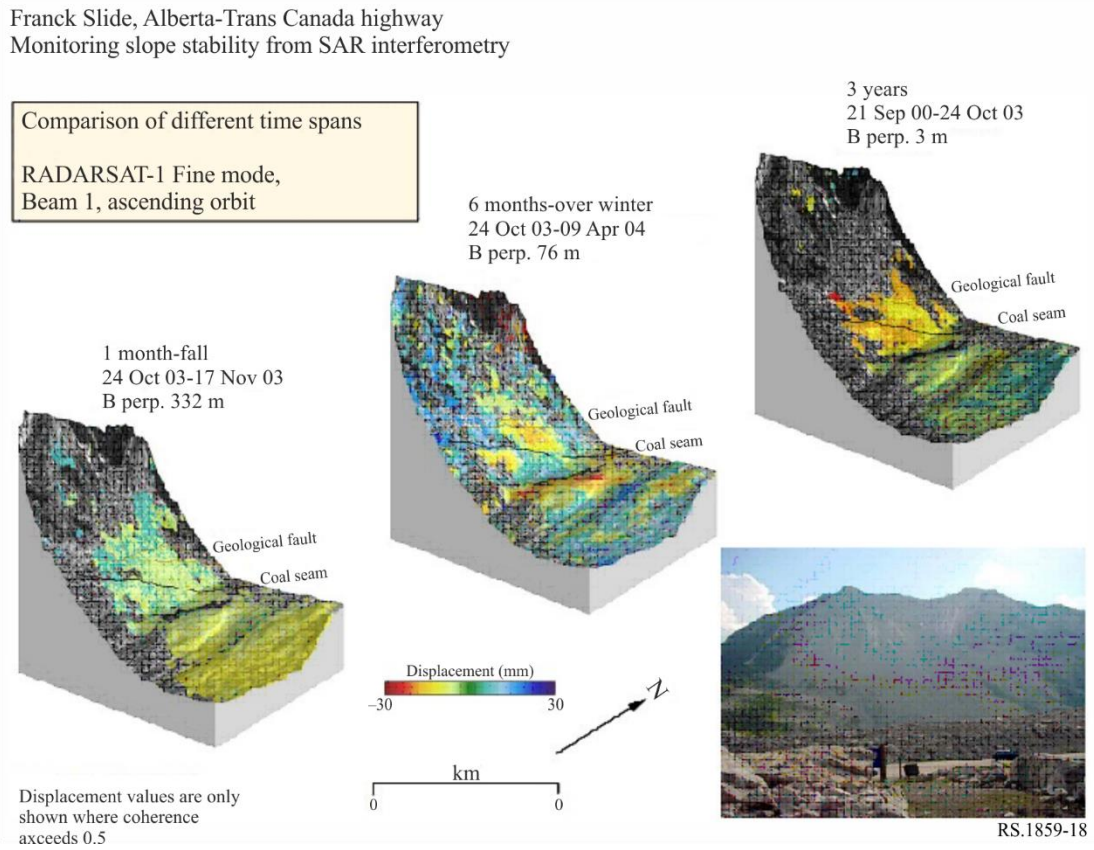 Franck Slide, Alberta-Trans Canada highway
Monitoring slope stability from SAR interferometry
Comparison of different time spans
RADARSAT-1 Fine mode,
Beam 1, ascending orbit
3 years
21 Sep 00-24 Oct 03
B perp. 3 m
Geological fault
Coal seam
6 months-over winter
24 Oct 03-09 Apr 04
B perp. 76 m
Geological fault
Coal seam
1 month-fall
24 Oct 03-17 Nov 03
B perp. 332 m
Geological fault
Coal seam
Displacement (mm)
–30 30
N
km
0 0
Displacement values are only
shown where coherence
axceeds 0.5
RS.1859-18